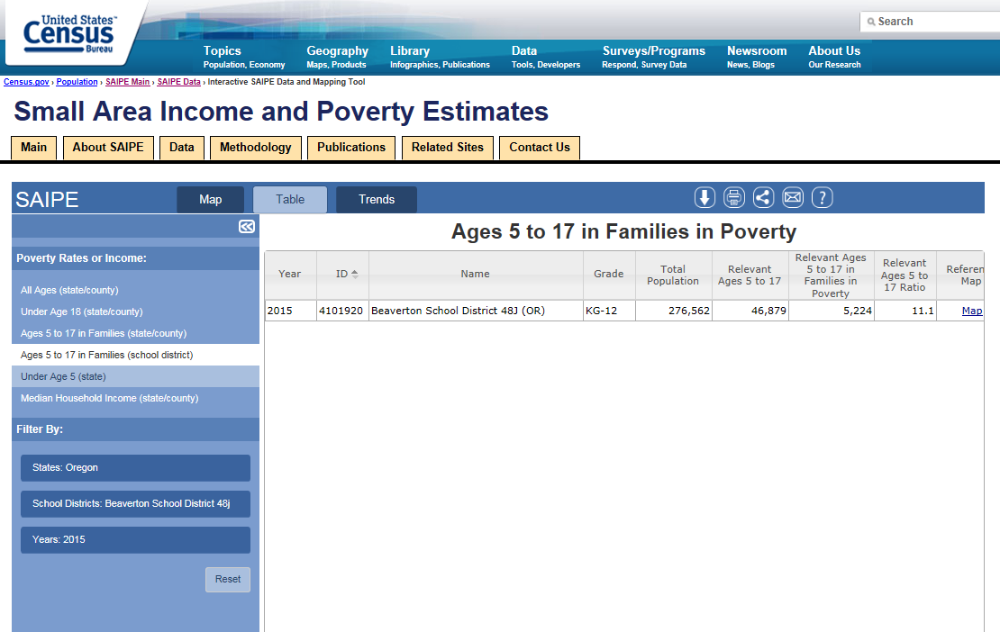 United States™
Census
Bureau
Search
Topics
Population, Economy
Geography
Maps, Products
Library
Infographics, Publications
Data
Tools, Developers
Surveys/Programs
Respond, Survey Data
Newsroom
News, Blogs
About Us
Our Research
Census.gov › Population › SAIPE Main › SAIPE Data › Interactive SAIPE Data and Mapping Tool
Small Area Income and Poverty Estimates
Main About SAIPE Data Methodology Publications Related Sites Contact Us
SAIPE Map Table Trends ?
Poverty Rates or Income:
All Ages (state/county)
Under Age 18 (state/county)
Ages 5 to 17 in Families (state/county)
Ages 5 to 17 in Families (school district)
Under Age 5 (state)
Median Household Income (state/county)
Filter By:
States: Oregon
School Districts: Beaverton School District 48j
Years: 2015
Reset
Ages 5 to 17 in Families in Poverty
Year
ID
Name
Grade
Total
Population
Relevant
Ages 5 to 17
Relevant Ages
5 to 17 in
Families in
Poverty
Relevant
Ages 5 to
17 Ratio
Referen
Map
2015 4101920 Beaverton School District 48J (OR) KG-12 276,562 46,879 5,224 11.1 Map